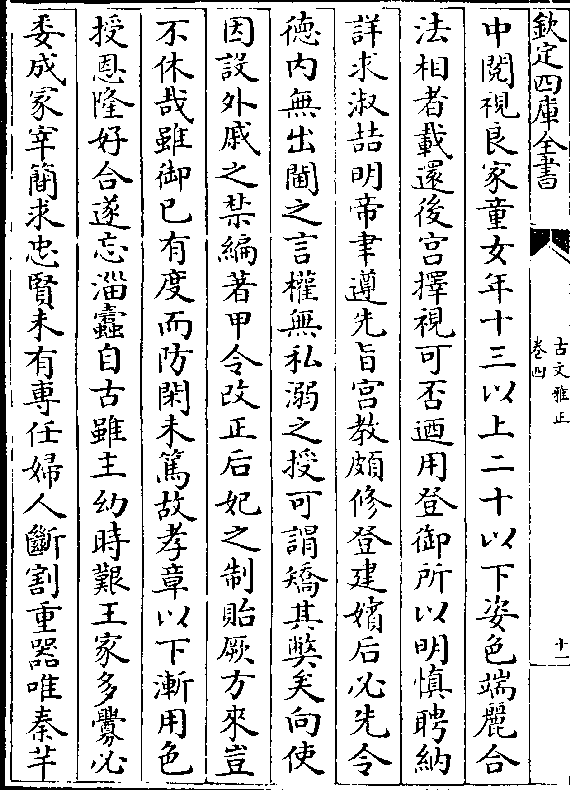 欽定四庫全書
古文雅正
卷四
十一
中閱視良家童女年十三以上二十以下姿色端麗合
法相者載還後宮擇視可否迺用登御所以明慎聘納
詳求淑喆明帝聿遵先旨宮教頗修登建嬪后必先令
徳内無出閫之言權無私溺之授可謂矯其獘矣向使
因設外戚之禁編著甲令改正后妃之制貽厥方來豈
不休哉雖御已有度而防閑未篤故孝章以下漸用色
授恩隆好合遂忘淄蠹自古雖主幼時艱王家多釁必
委成冡宰簡求忠賢未有專任婦人斷割重器唯秦芊